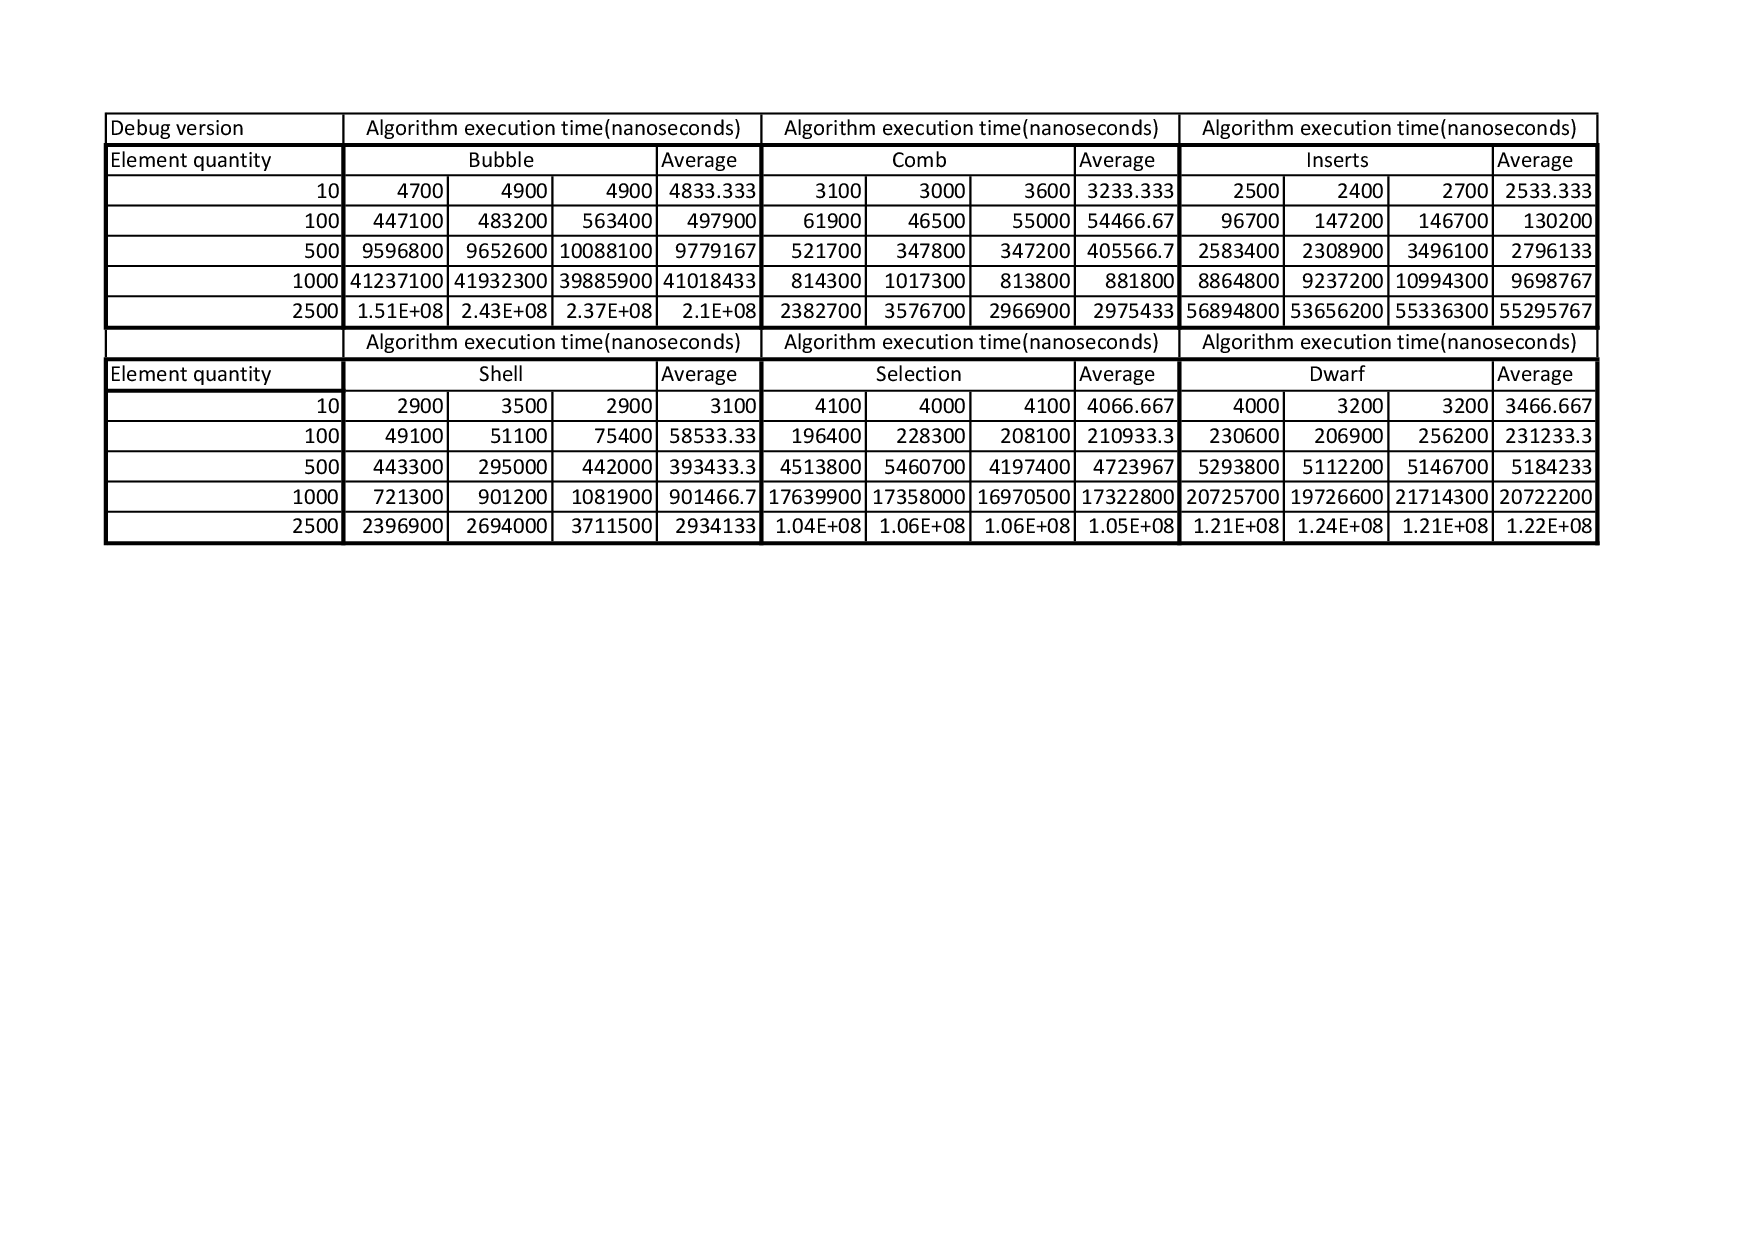 Debug version Algorithm execution time(nanoseconds) Algorithm execution time(nanoseconds) Algorithm execution time(nanoseconds)
Element quantity Bubble Average Comb Average Inserts Average
10 4700 4900 4900 4833.333 3100 3000 3600 3233.333 2500 2400 2700 2533.333
100 447100 483200 563400 497900 61900 46500 55000 54466.67 96700 147200 146700 130200
500 9596800 9652600 10088100 9779167 521700 347800 347200 405566.7 2583400 2308900 3496100 2796133
1000 41237100 41932300 39885900 41018433 814300 1017300 813800 881800 8864800 9237200 10994300 9698767
2500 1.51E+08 2.43E+08 2.37E+08 2.1E+08 2382700 3576700 2966900 2975433 56894800 53656200 55336300 55295767
Algorithm execution time(nanoseconds) Algorithm execution time(nanoseconds) Algorithm execution time(nanoseconds)
Element quantity Shell Average Selection Average Dwarf Average
10 2900 3500 2900 3100 4100 4000 4100 4066.667 4000 3200 3200 3466.667
100 49100 51100 75400 58533.33 196400 228300 208100 210933.3 230600 206900 256200 231233.3
500 443300 295000 442000 393433.3 4513800 5460700 4197400 4723967 5293800 5112200 5146700 5184233
1000 721300 901200 1081900 901466.7 17639900 17358000 16970500 17322800 20725700 19726600 21714300 20722200
2500 2396900 2694000 3711500 2934133 1.04E+08 1.06E+08 1.06E+08 1.05E+08 1.21E+08 1.24E+08 1.21E+08 1.22E+08